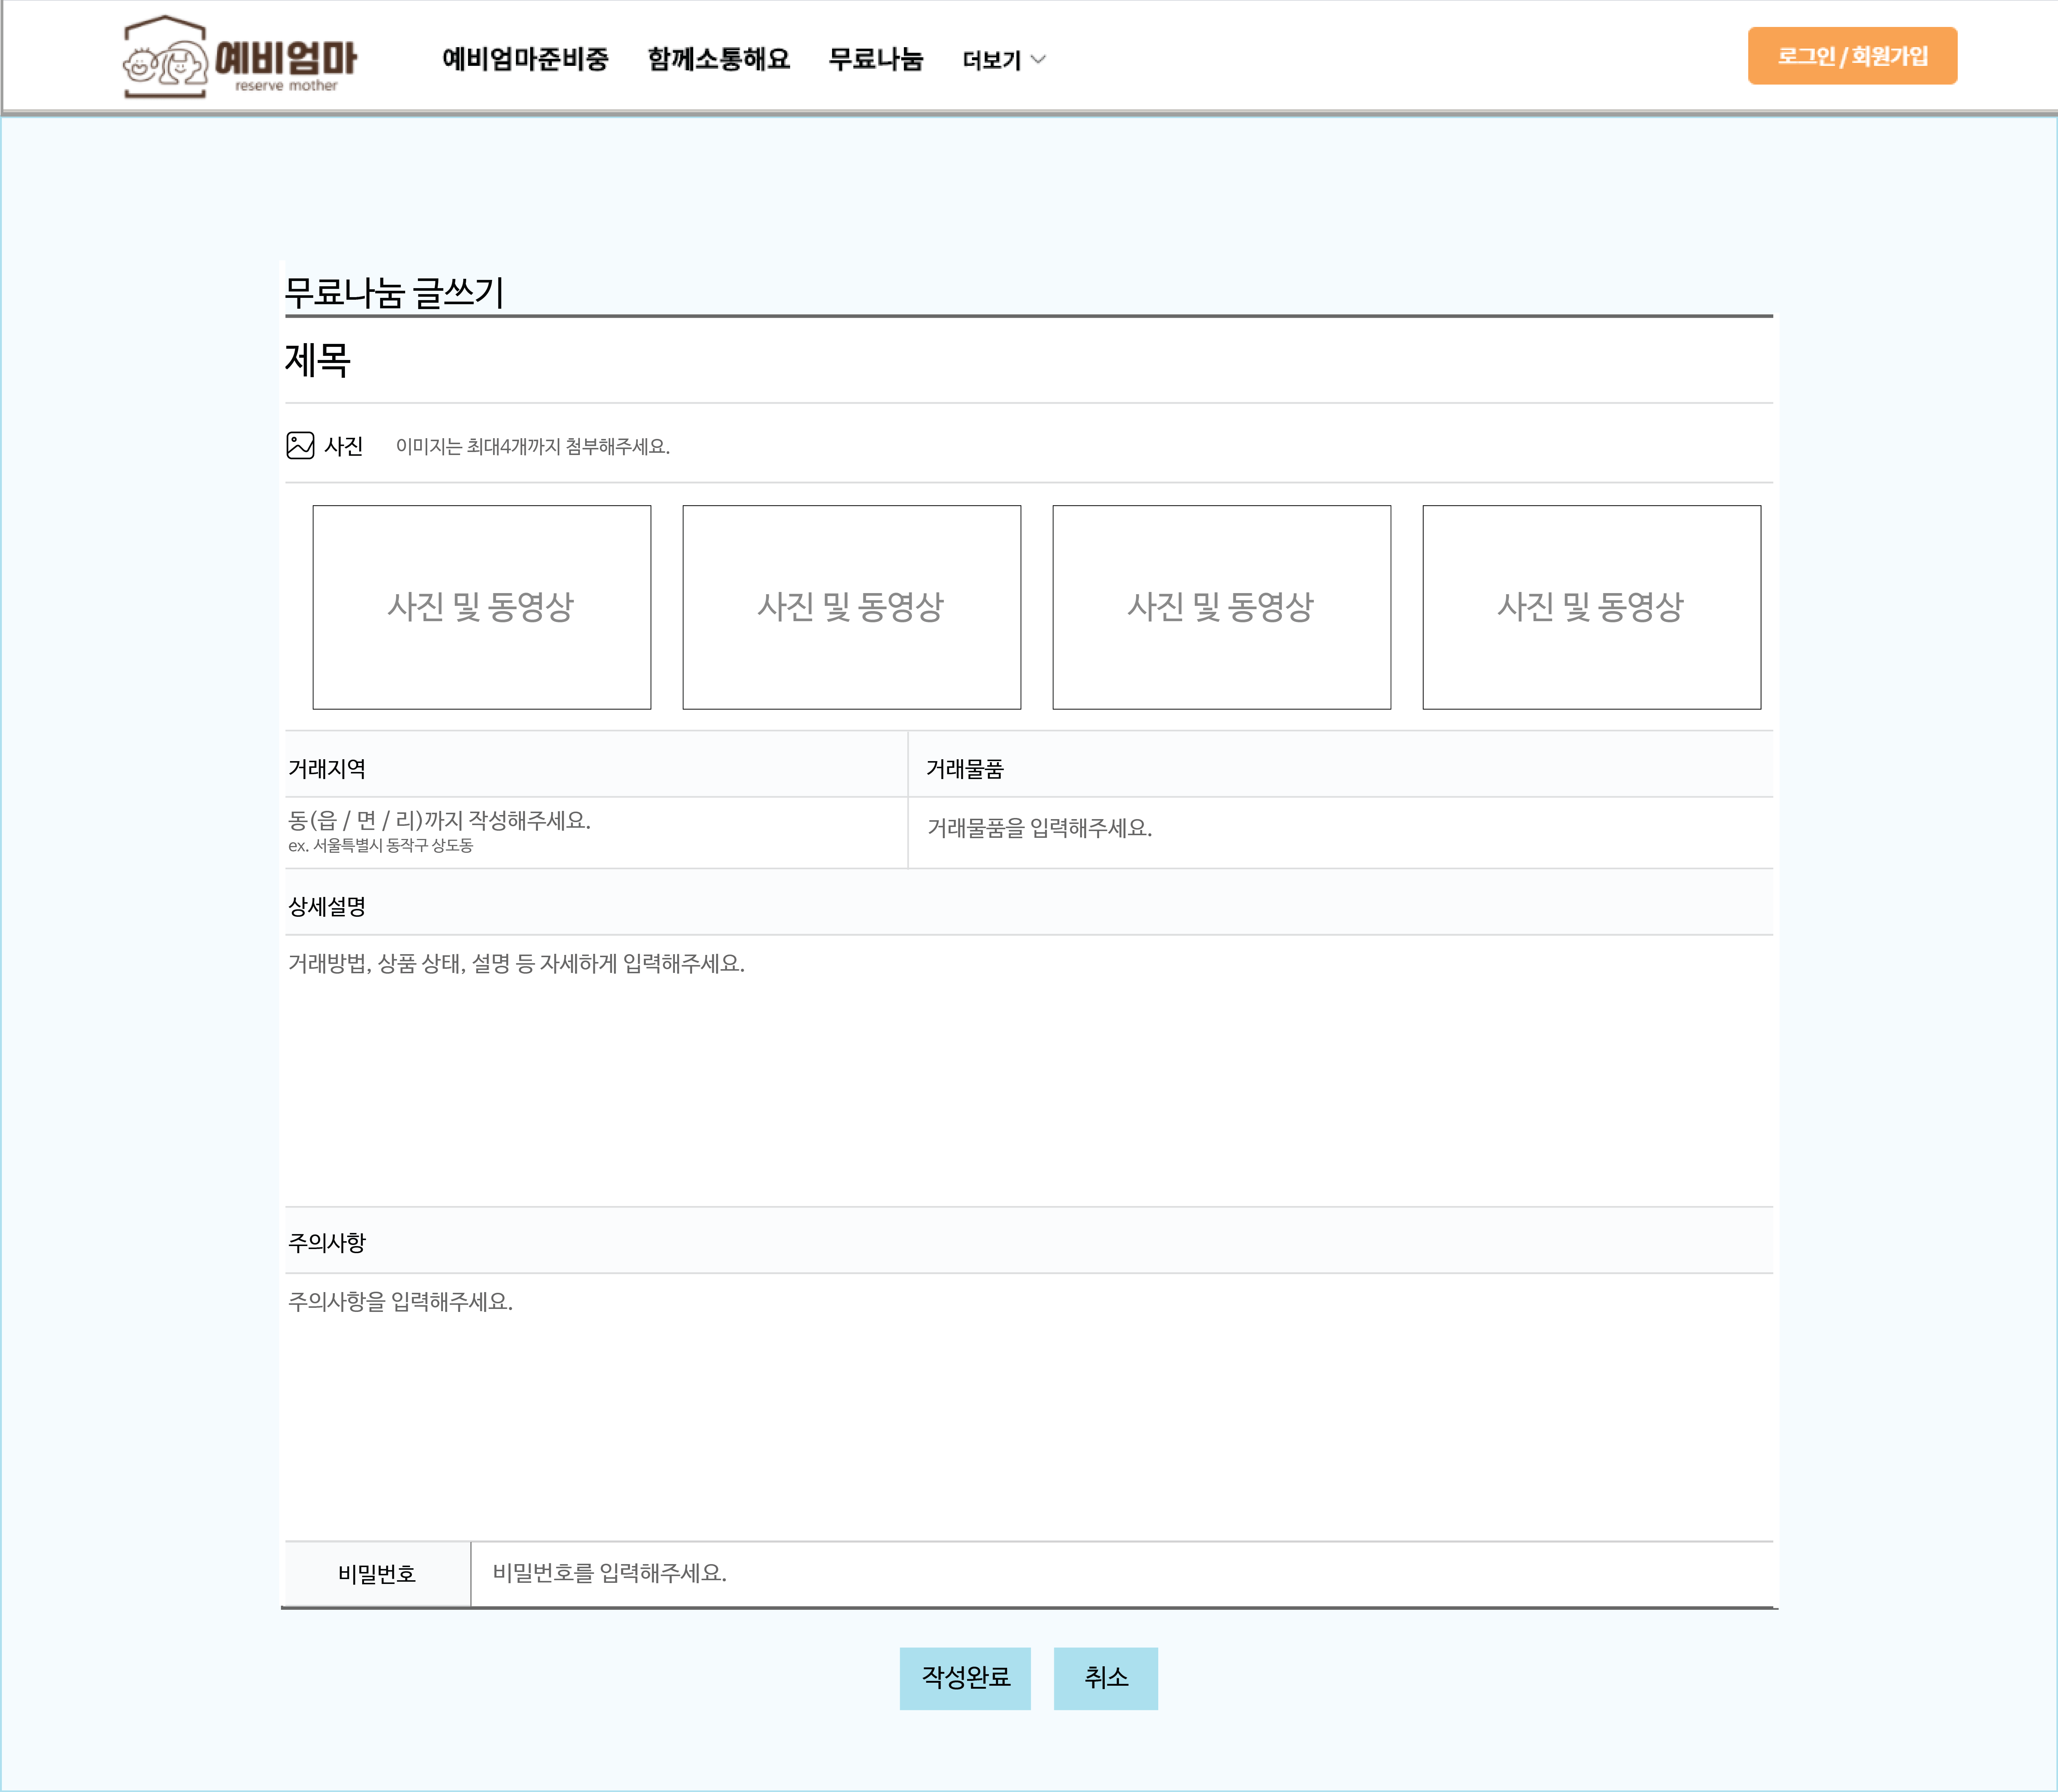 예비엄마
reserve mother
예비엄마준비중 함께소통해요 무료나눔 더보기
로그인 / 회원가입
무료나눔 글쓰기
제목
사진 이미지는 최대4개까지 첨부해주세요.
사진 및 동영상 사진 및 동영상 사진 및 동영상 사진 및 동영상
거래지역 거래물품
동(읍 / 면 / 리)까지 작성해주세요.
ex. 서울특별시 동작구 상도동
거래물품을 입력해주세요.
상세설명
거래방법, 상품 상태, 설명 등 자세하게 입력해주세요.
주의사항
주의사항을 입력해주세요.
비밀번호 비밀번호를 입력해주세요.
작성완료 취소